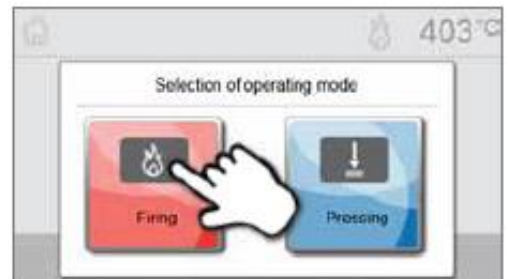 403 °C
Selection of operating mode
Firing
Pressing